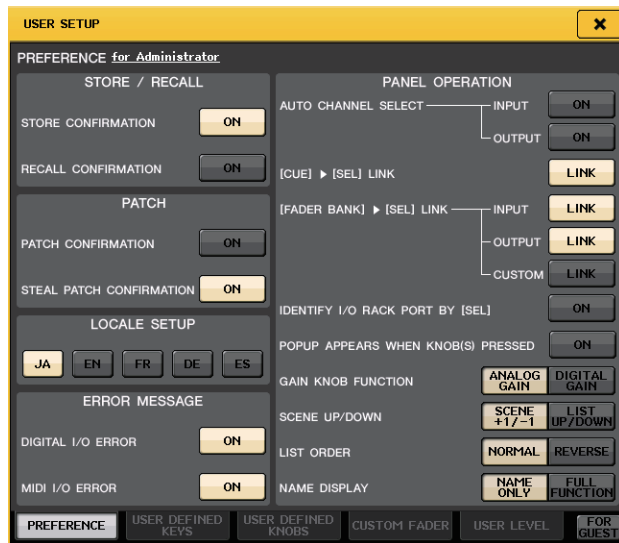 USER SETUP
PREFERENCE for Administrator
STORE / RECALL
STORE CONFIRMATION ON
RECALL CONFIRMATION ON
PATCH
PATCH CONFIRMATION ON
STEAL PATCH CONFIRMATION ON
LOCALE SETUP
JA EN FR DE ES
ERROR MESSAGE
DIGITAL I/O ERROR ON
MIDI I/O ERROR ON
PANEL OPERATION
AUTO CHANNEL SELECT INPUT ON
OUTPUT ON
[CUE] ▶ [SEL] LINK LINK
[FADER BANK] ▶ [SEL] LINK INPUT LINK
OUTPUT LINK
CUSTOM LINK
IDENTIFY I/O RACK PORT BY [SEL] ON
POPUP APPEARS WHEN KNOB(S) PRESSED ON
GAIN KNOB FUNCTION ANALOG GAIN DIGITAL GAIN
SCENE UP/DOWN SCENE +1/-1 LIST UP/DOWN
LIST ORDER NORMAL REVERSE
NAME DISPLAY NAME ONLY FULL FUNCTION
PREFERENCE USER DEFINED KEYS USER DEFINED KNOBS CUSTOM FADER USER LEVEL FOR GUEST